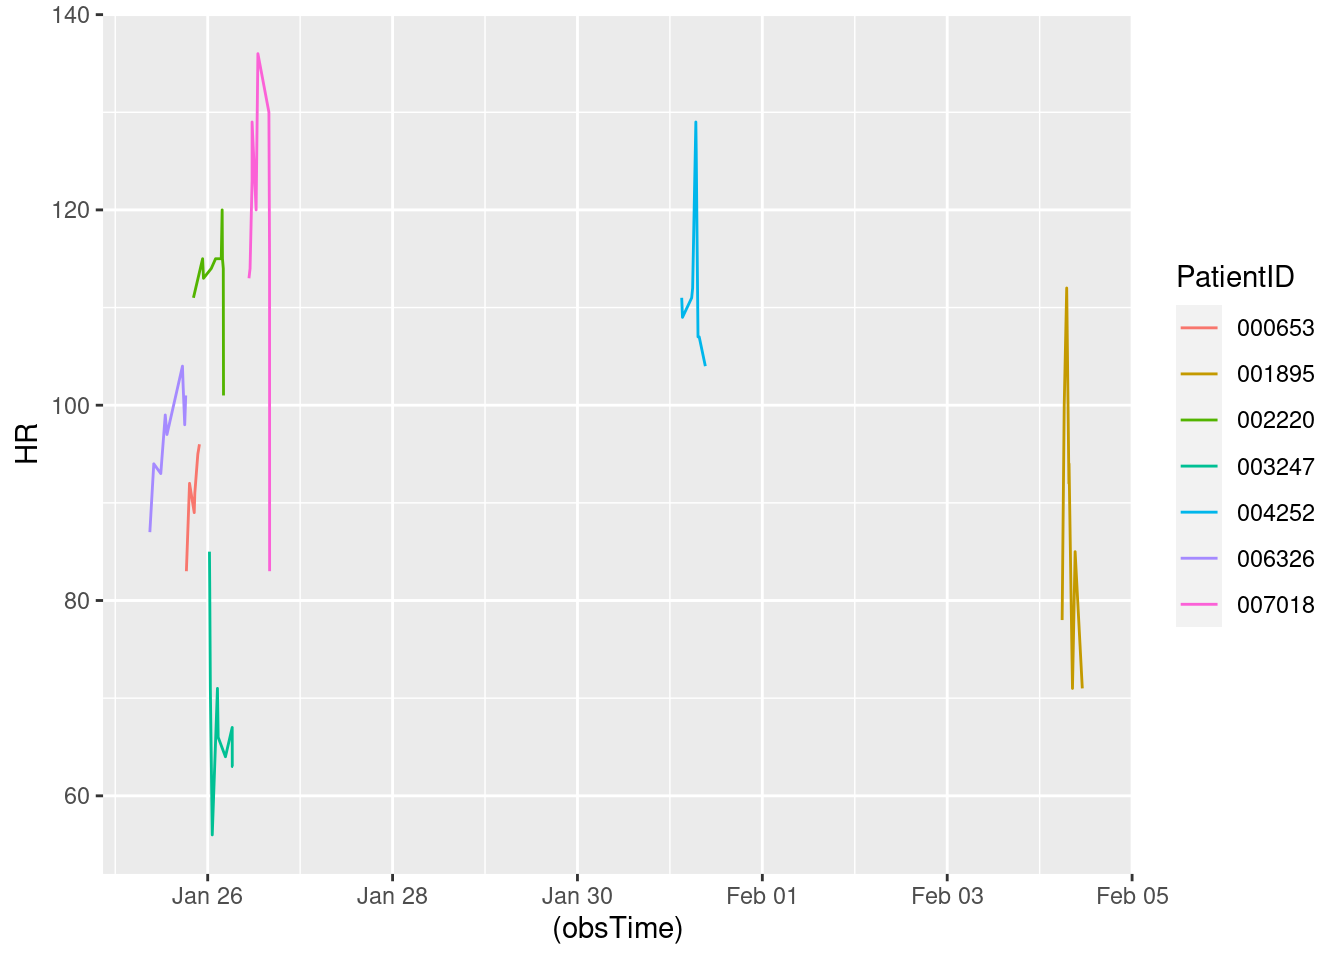 140
120
100
80
60
HR
Jan 26
Jan 28
Jan 30
Feb 01
Feb 03
Feb 05
(obsTime)
PatientID
000653
001895
002220
003247
004252
006326
007018